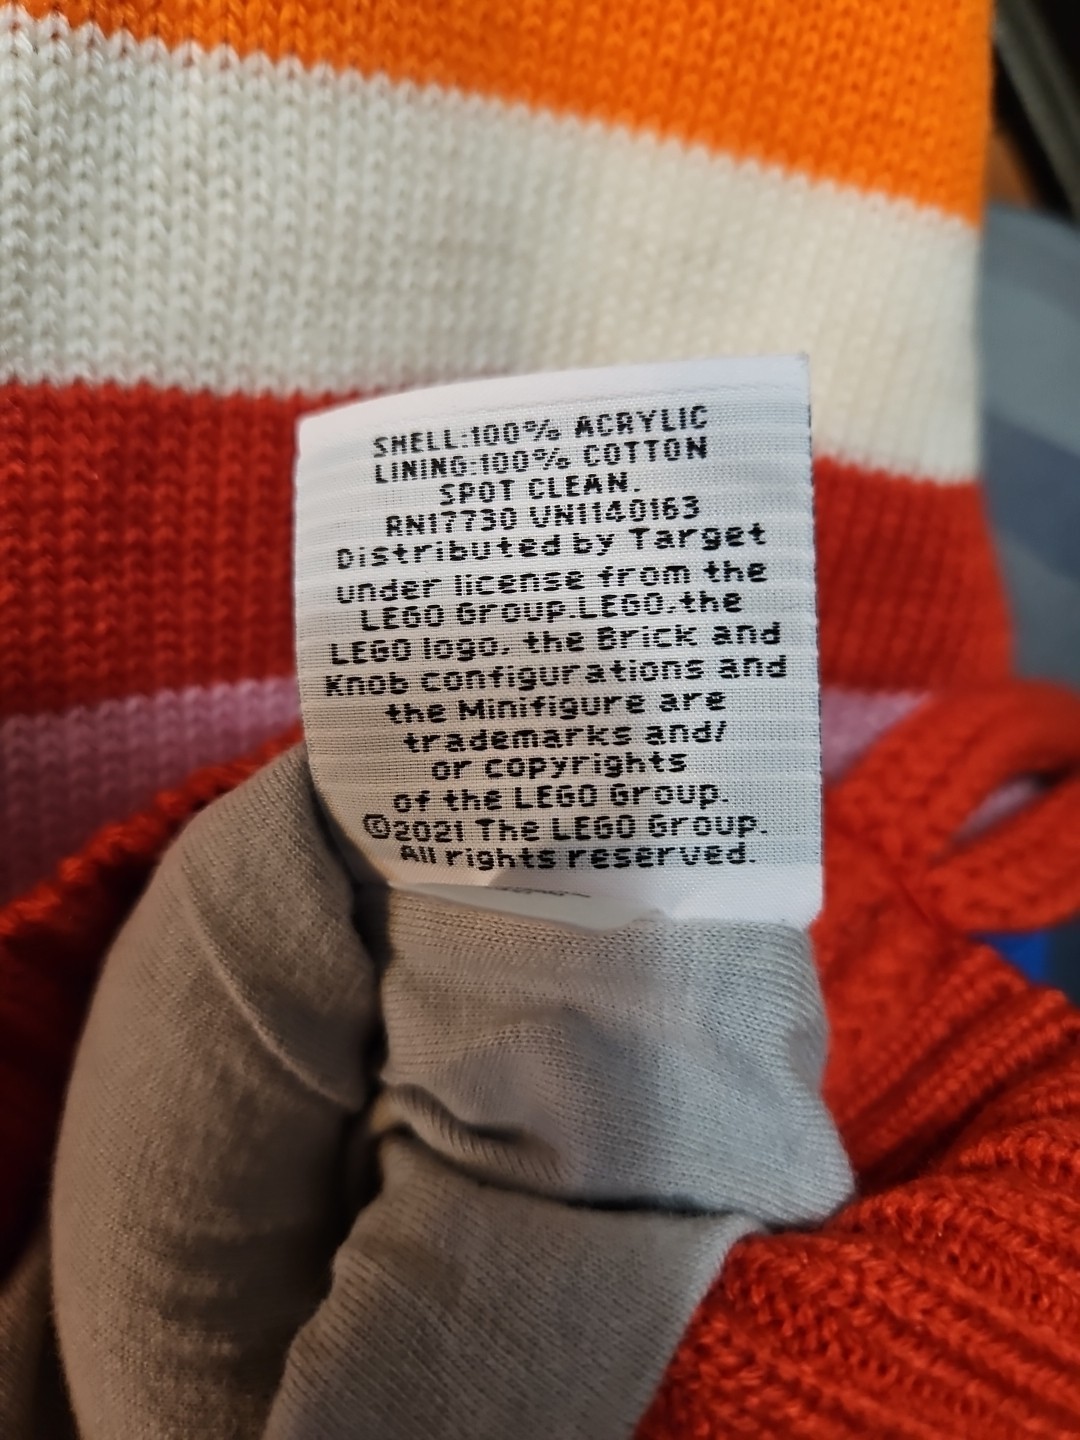 SHELL:100% ACRYLIC
LINING:100% COTTON
SPOT CLEAN.
RN17730 VN1140163
Distributed by Target
under license from the
LEGO Group.LEGO,the
LEGO logo, the Brick and
Knob configurations and
the Minifigure are
trademarks and/
or copyrights
of the LEGO Group.
©2021 The LEGO Group.
All rights reserved.